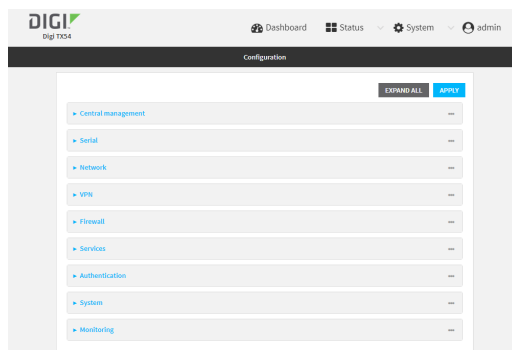 DIGI
Digi TX54
Dashboard
Status
System
admin
Configuration
EXPAND ALL
APPLY
Central management
Serial
Network
VPN
Firewall
Services
Authentication
System
Monitoring